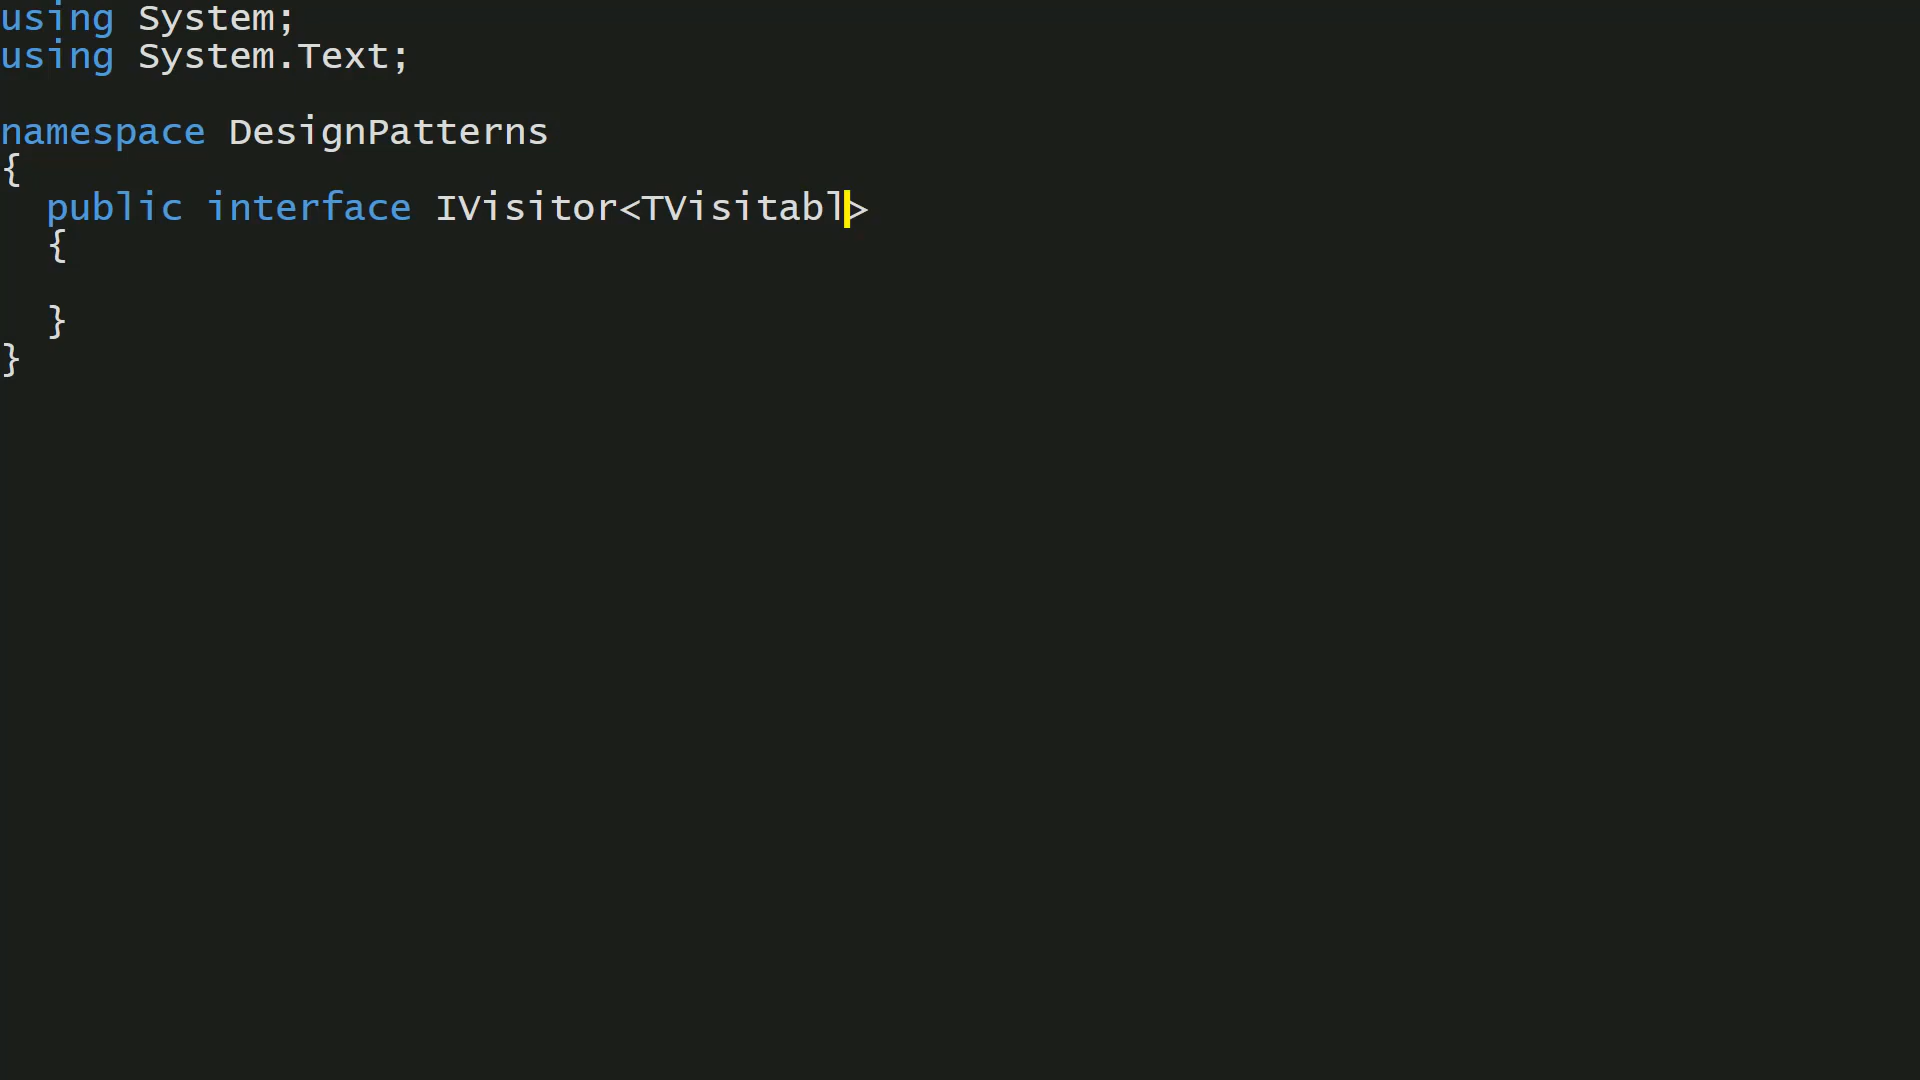 using System;
using System.Text;
namespace DesignPatterns
{
public interface IVisitor<TVisitabl>
{
}
}